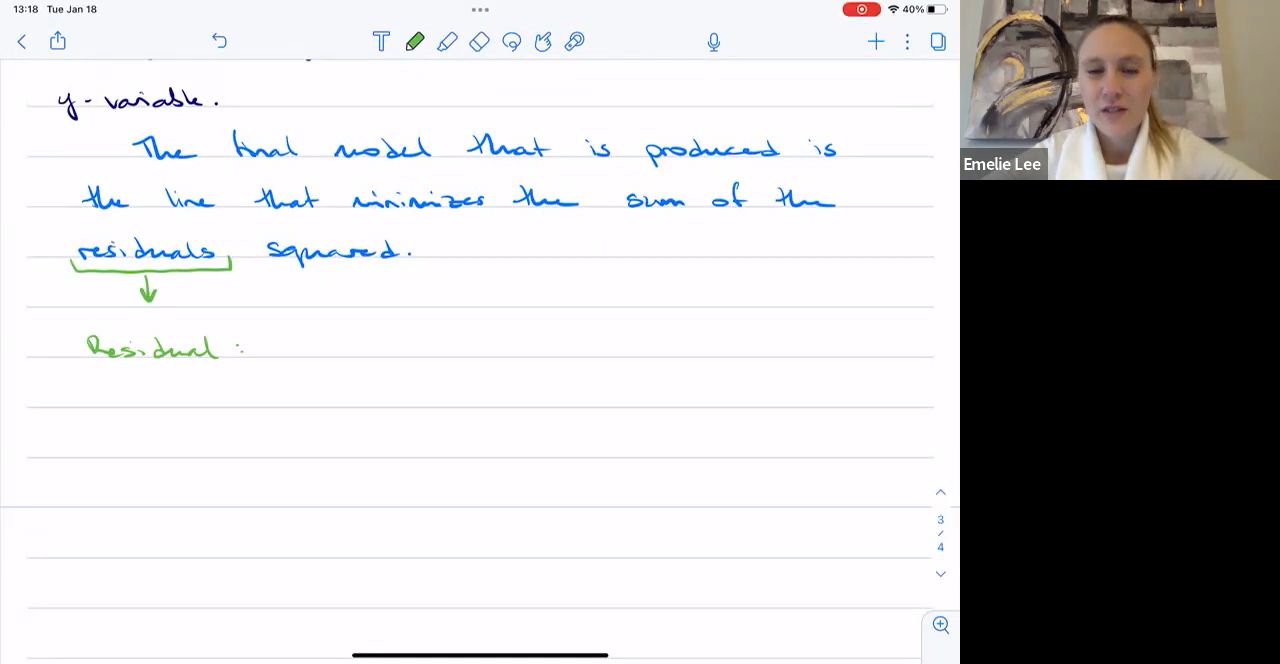 13:18 Tue Jan 18
40%
y-variable.
The final model that is produced is
the line that minimizes the sum of the
residuals squared.
Residual :
3
/
4
Emelie Lee